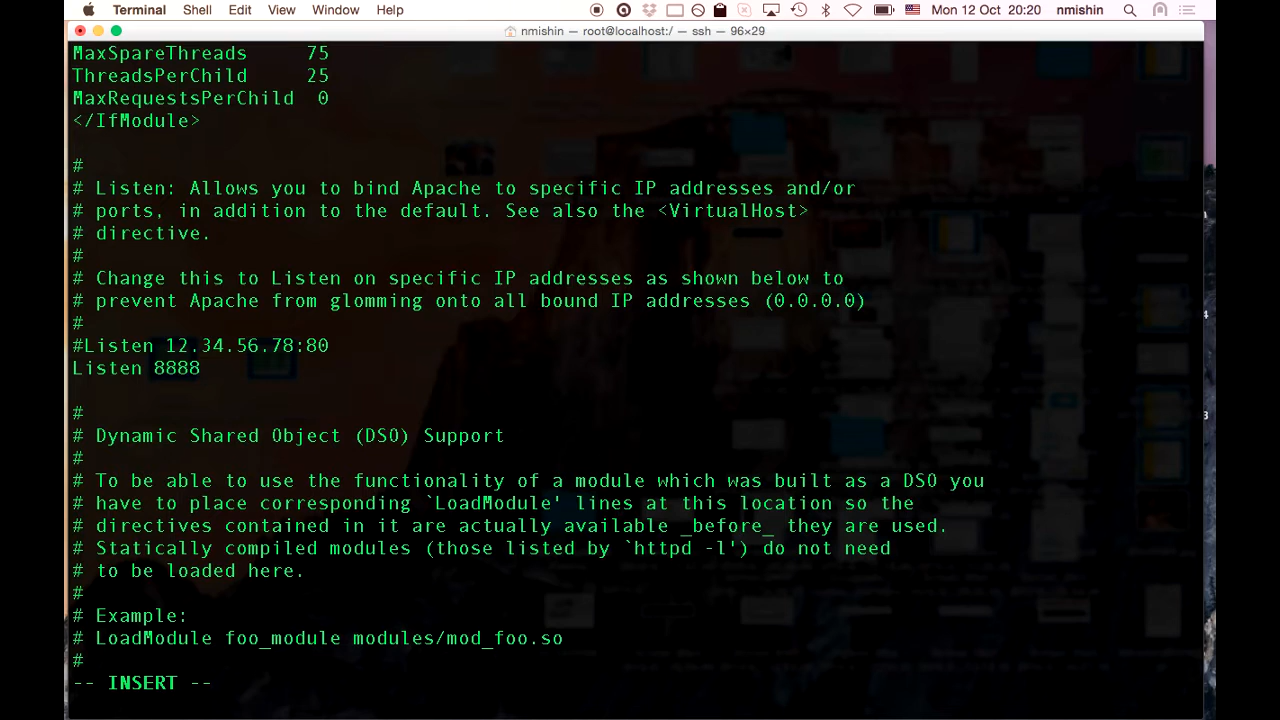 Terminal Shell Edit View Window Help Mon 12 Oct 20:20 nmishin
nmishin — root@localhost:/ — ssh — 96×29
MaxSpareThreads     75
ThreadsPerChild     25
MaxRequestsPerChild  0
</IfModule>
#
# Listen: Allows you to bind Apache to specific IP addresses and/or
# ports, in addition to the default. See also the <VirtualHost>
# directive.
#
# Change this to Listen on specific IP addresses as shown below to
# prevent Apache from glomming onto all bound IP addresses (0.0.0.0)
#
#Listen 12.34.56.78:80
Listen 8888
#
# Dynamic Shared Object (DSO) Support
#
# To be able to use the functionality of a module which was built as a DSO you
# have to place corresponding `LoadModule' lines at this location so the
# directives contained in it are actually available _before_ they are used.
# Statically compiled modules (those listed by `httpd -l') do not need
# to be loaded here.
#
# Example:
# LoadModule foo_module modules/mod_foo.so
#
-- INSERT --